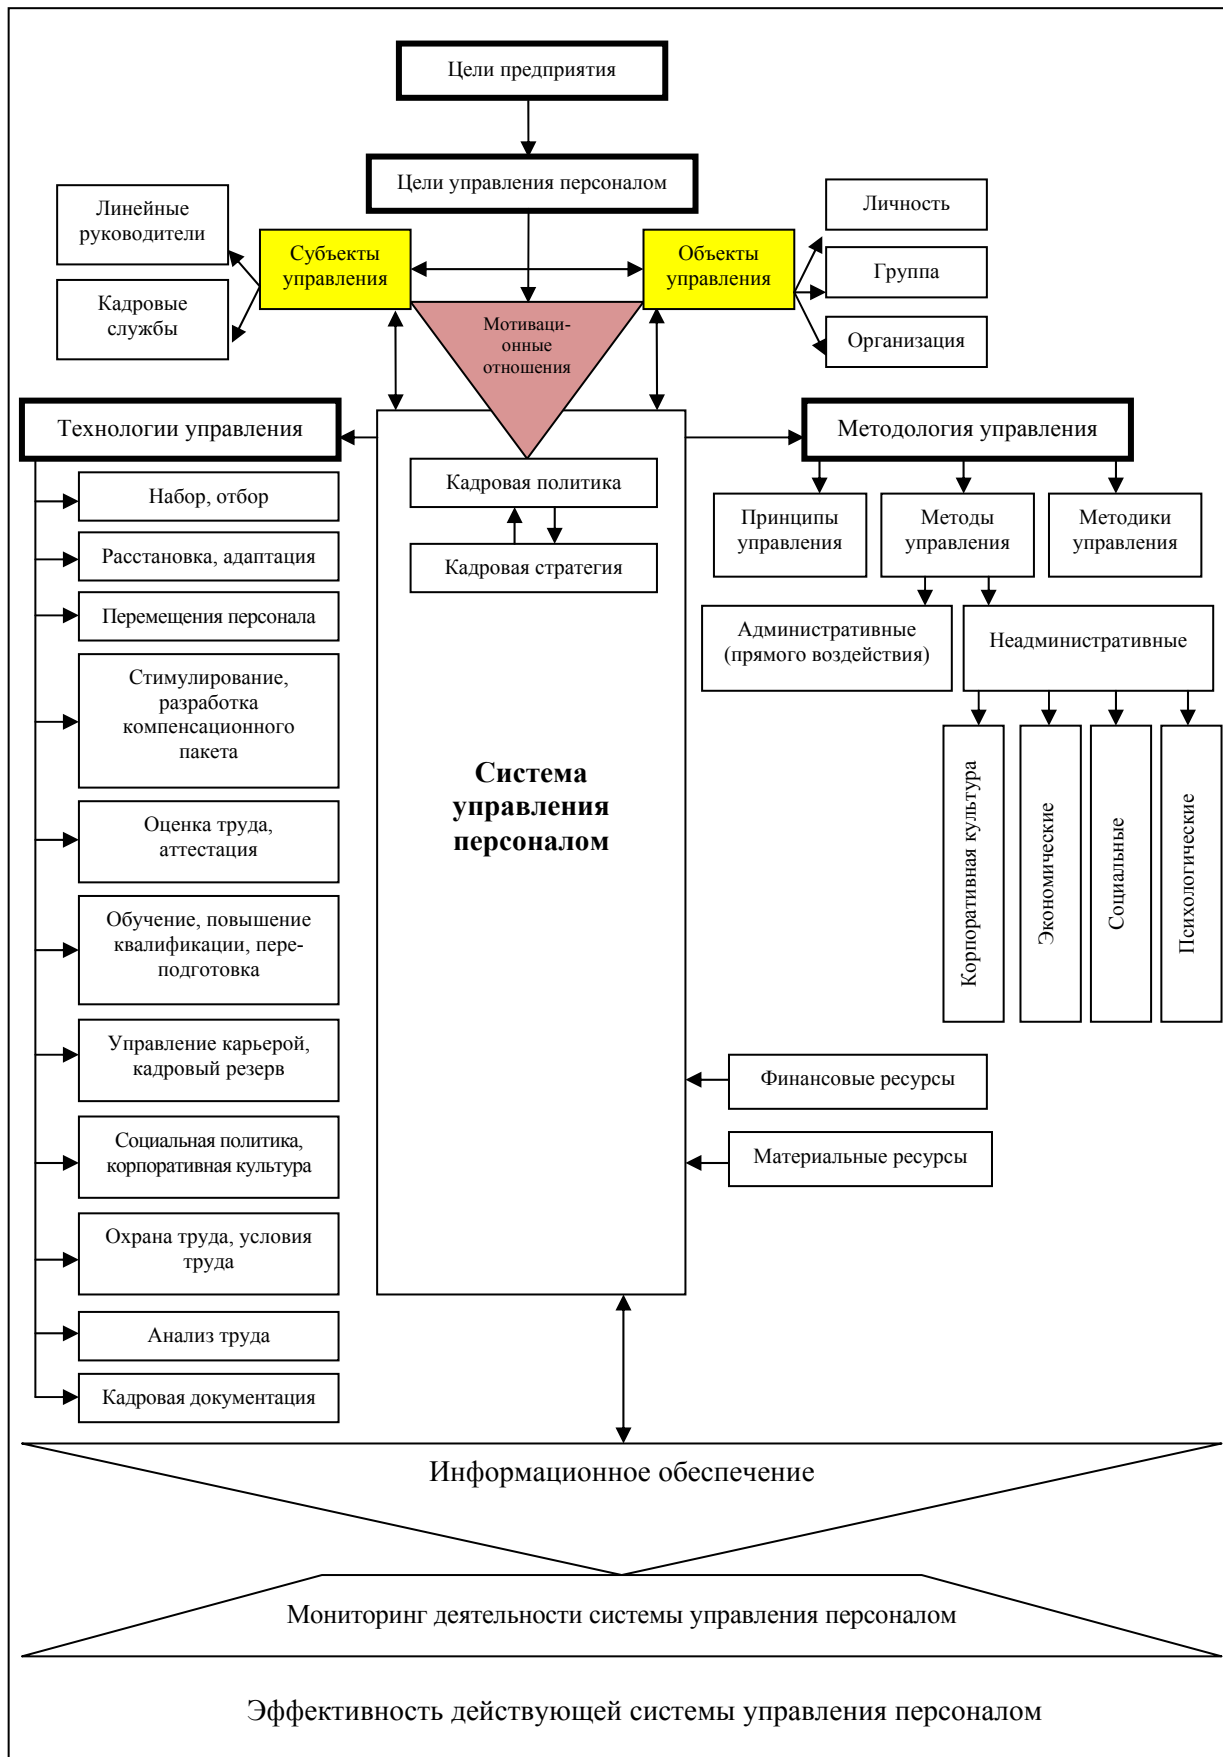 Цели предприятия
Цели управления персоналом
Линейные
руководители
Кадровые
службы
Субъекты
управления
Объекты
управления
Личность
Группа
Организация
Мотиваци-
онные
отношения
Технологии управления
Методология управления
Набор, отбор
Расстановка, адаптация
Перемещения персонала
Стимулирование,
разработка
компенсационного
пакета
Оценка труда,
аттестация
Обучение, повышение
квалификации, пере-
подготовка
Управление карьерой,
кадровый резерв
Социальная политика,
корпоративная культура
Охрана труда, условия
труда
Анализ труда
Кадровая документация
Кадровая политика
Кадровая стратегия
Система
управления
персоналом
Принципы
управления
Методы
управления
Методики
управления
Административные
(прямого воздействия)
Неадминистративные
Корпоративная культура
Экономические
Социальные
Психологические
Финансовые ресурсы
Материальные ресурсы
Информационное обеспечение
Мониторинг деятельности системы управления персоналом
Эффективность действующей системы управления персоналом